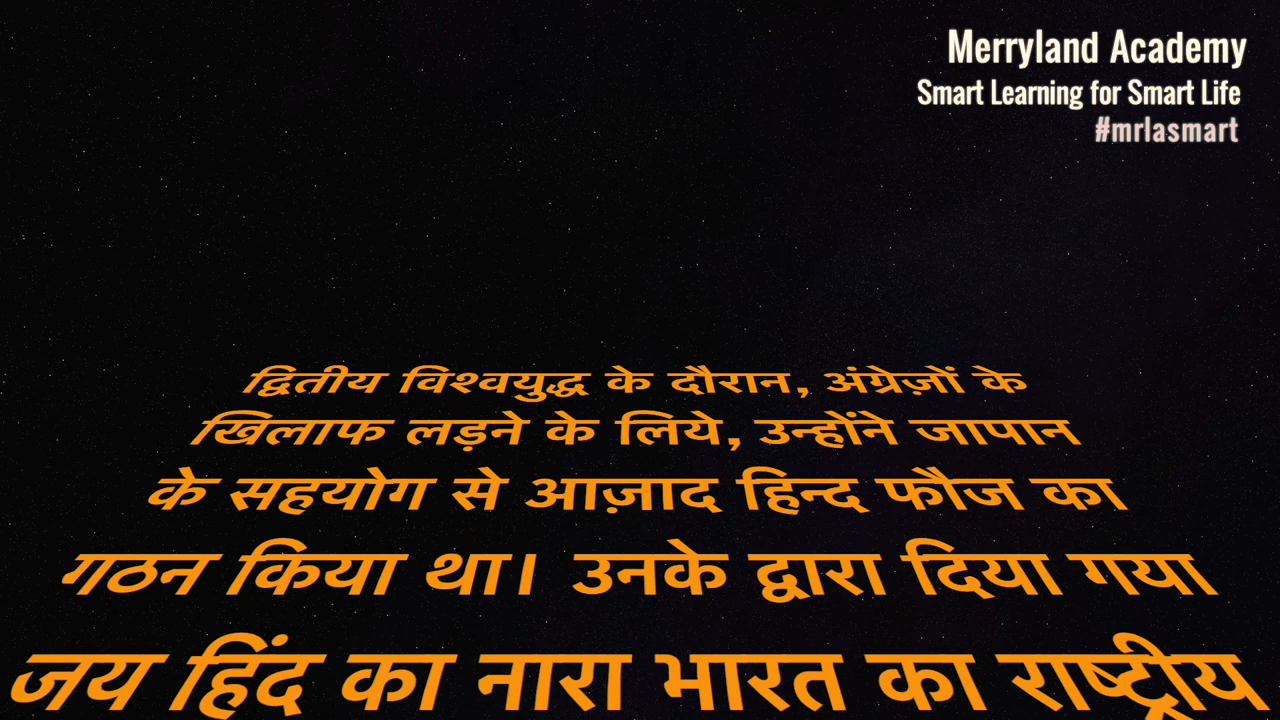 Merryland Academy
Smart Learning for Smart Life
#mrlasmart
द्वितीय विश्वयुद्ध के दौरान, अंग्रेज़ों के
खिलाफ लड़ने के लिये, उन्होंने जापान
के सहयोग से आज़ाद हिन्द फौज का
गठन किया था। उनके द्वारा दिया गया
जय हिंद का नारा भारत का राष्ट्रीय